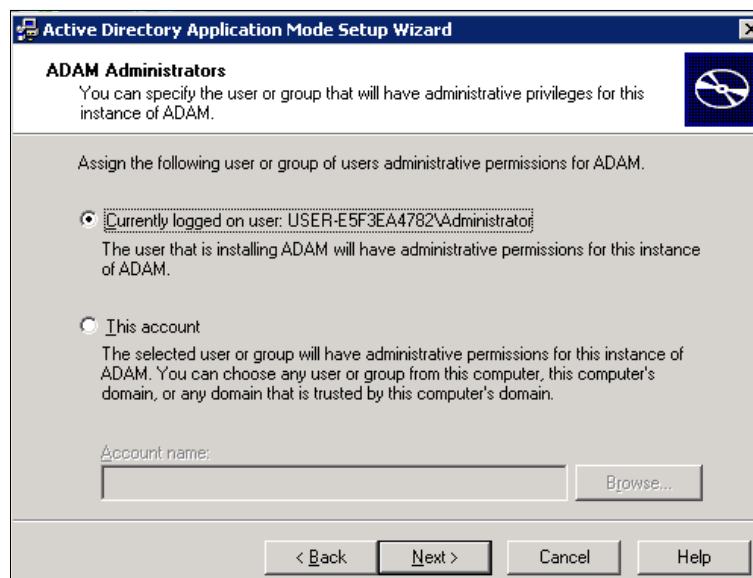 Active Directory Application Mode Setup Wizard
ADAM Administrators
You can specify the user or group that will have administrative privileges for this
instance of ADAM.
Assign the following user or group of users administrative permissions for ADAM.
Currently logged on user: USER-E5F3EA4782\Administrator
The user that is installing ADAM will have administrative permissions for this instance
of ADAM.
This account
The selected user or group will have administrative permissions for this instance of
ADAM. You can choose any user or group from this computer, this computer's
domain, or any domain that is trusted by this computer's domain.
Account name:
Browse...
< Back Next > Cancel Help